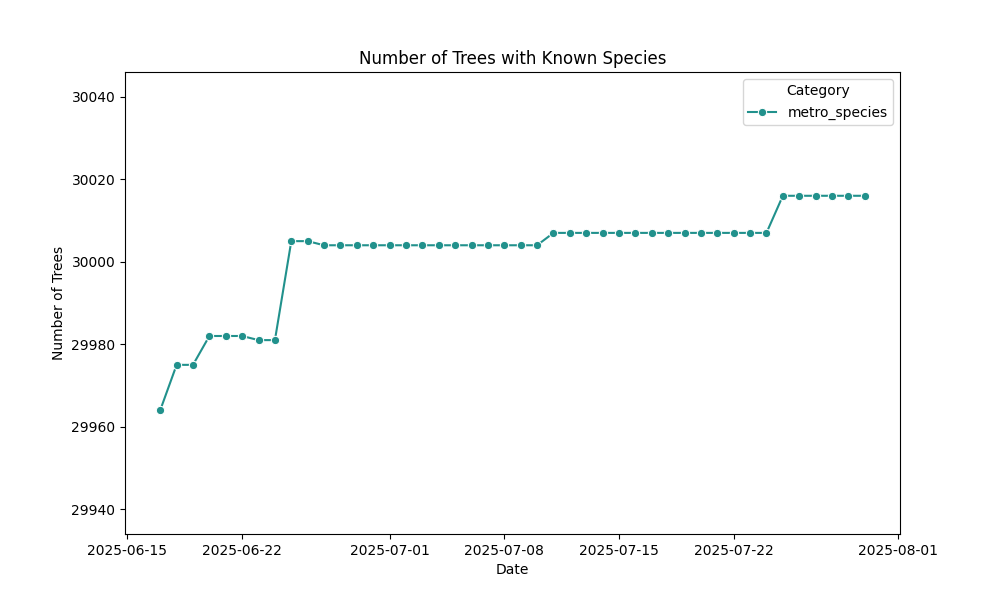 Number of Trees with Known Species
Category
metro_species
30040
30020
30000
29980
29960
29940
Number of Trees
2025-06-15
2025-06-22
2025-07-01
2025-07-08
2025-07-15
2025-07-22
2025-08-01
Date